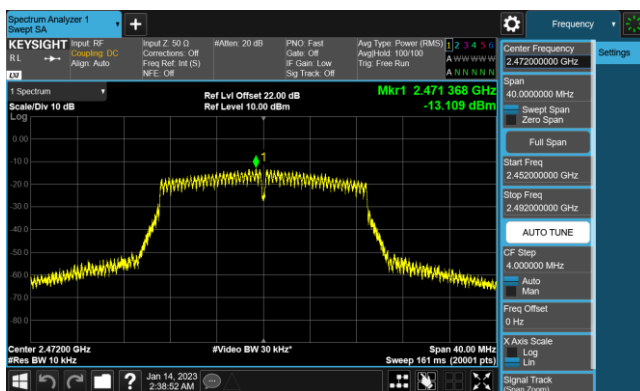 Spectrum Analyzer 1
Swept SA
Frequency
KEYSIGHT
RL
Input: RF
Coupling: DC
Align: Auto
Input Z: 50 Ω
Corrections: Off
Freq Ref: Int (S)
NFE: Off
#Atten: 20 dB
PNO: Fast
Gate: Off
IF Gain: Low
Sig Track: Off
Avg Type: Power (RMS)
Avg|Hold: 100/100
Trig: Free Run
1 2 3 4 5 6
A W W W W W
A N N N N N
LXI
1 Spectrum
Scale/Div 10 dB
Ref Lvl Offset 22.00 dB
Ref Level 10.00 dBm
Mkr1 2.471 368 GHz
-13.109 dBm
Log
0.00
-10.0
-20.0
-30.0
-40.0
-50.0
-60.0
-70.0
-80.0
1
Center 2.47200 GHz
#Res BW 10 kHz
#Video BW 30 kHz*
Span 40.00 MHz
Sweep 161 ms (20001 pts)
Jan 14, 2023
2:38:52 AM
Center Frequency
2.472000000 GHz
Span
40.0000000 MHz
Swept Span
Zero Span
Full Span
Start Freq
2.452000000 GHz
Stop Freq
2.492000000 GHz
AUTO TUNE
CF Step
4.000000 MHz
Auto
Man
Freq Offset
0 Hz
X Axis Scale
Log
Lin
Signal Track
(Span Zoom)
Settings